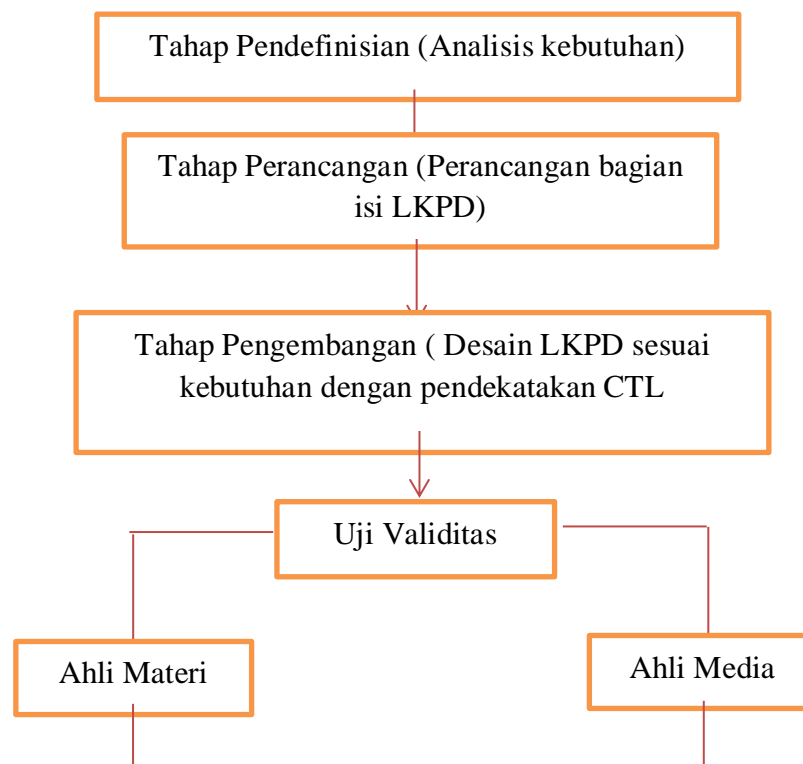 Tahap Pendefinisian (Analisis kebutuhan)
Tahap Perancangan (Perancangan bagian
isi LKPD)
Tahap Pengembangan ( Desain LKPD sesuai
kebutuhan dengan pendekatakan CTL
Uji Validitas
Ahli Materi
Ahli Media